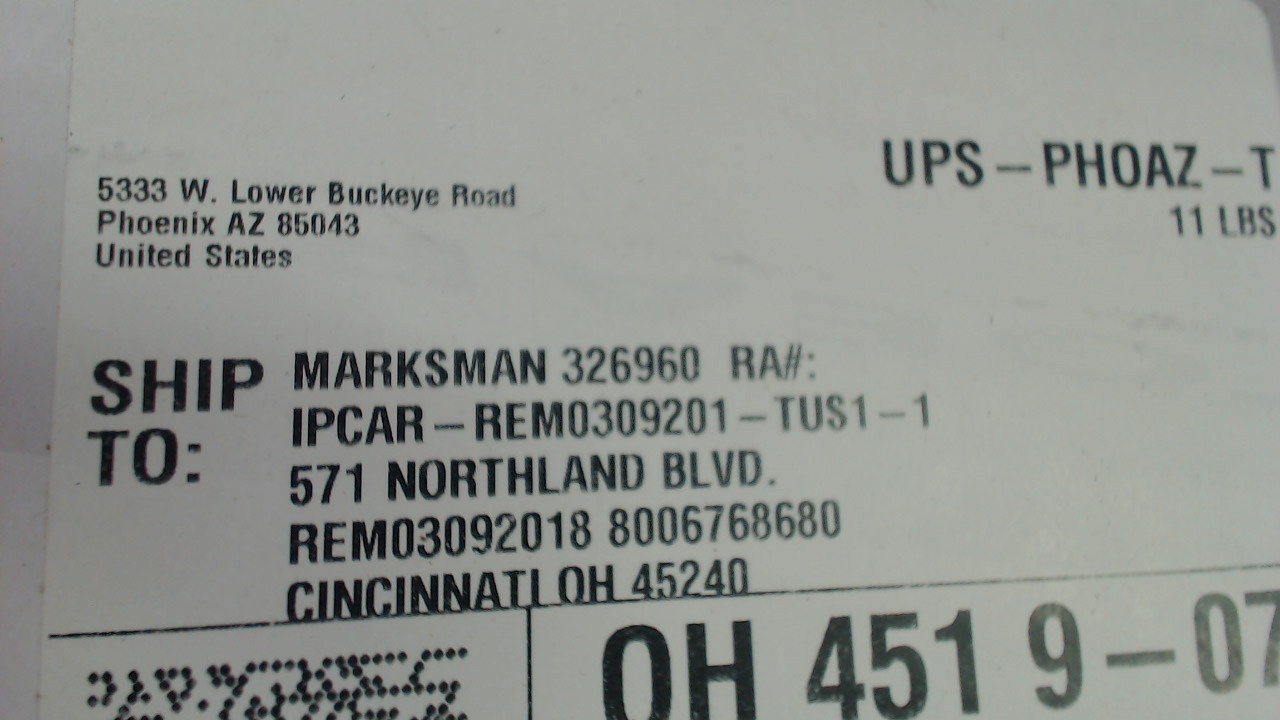 UPS-PHOAZ-T
11 LBS
5333 W. Lower Buckeye Road
Phoenix AZ 85043
United States
SHIP TO:
MARKSMAN 326960 RA#:
IPCAR-REM0309201-TUS1-1
571 NORTHLAND BLVD.
REM03092018 8006768680
CINCINNATI OH 45240
OH 451 9-07